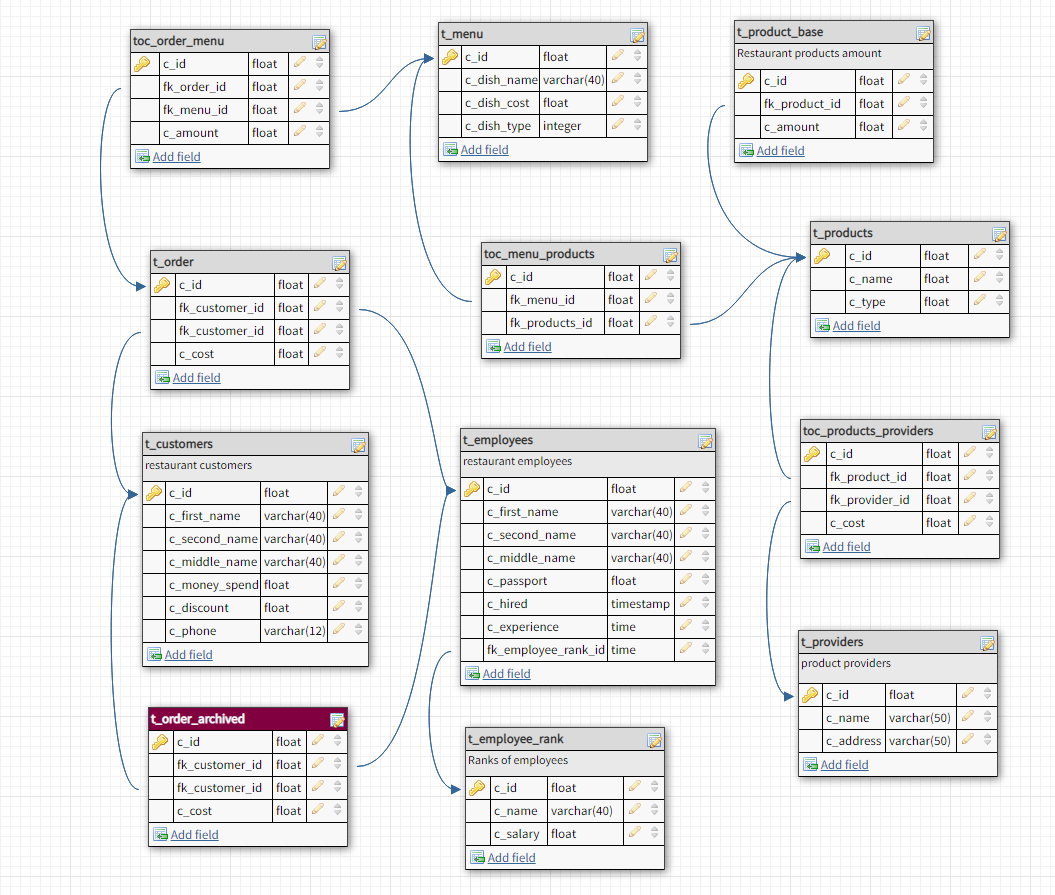 toc_order_menu
c_id float
fk_order_id float
fk_menu_id float
c_amount float
Add field
t_menu
c_id float
c_dish_name varchar(40)
c_dish_cost float
c_dish_type integer
Add field
t_product_base
Restaurant products amount
c_id float
fk_product_id float
c_amount float
Add field
t_order
c_id float
fk_customer_id float
fk_customer_id float
c_cost float
Add field
toc_menu_products
c_id float
fk_menu_id float
fk_products_id float
Add field
t_products
c_id float
c_name float
c_type float
Add field
t_customers
restaurant customers
c_id float
c_first_name varchar(40)
c_second_name varchar(40)
c_middle_name varchar(40)
c_money_spend float
c_discount float
c_phone varchar(12)
Add field
t_employees
restaurant employees
c_id float
c_first_name varchar(40)
c_second_name varchar(40)
c_middle_name varchar(40)
c_passport float
c_hired timestamp
c_experience time
fk_employee_rank_id time
Add field
toc_products_providers
c_id float
fk_product_id float
fk_provider_id float
c_cost float
Add field
t_order_archived
c_id float
fk_customer_id float
fk_customer_id float
c_cost float
Add field
t_employee_rank
Ranks of employees
c_id float
c_name varchar(40)
c_salary float
Add field
t_providers
product providers
c_id float
c_name varchar(50)
c_address varchar(50)
Add field